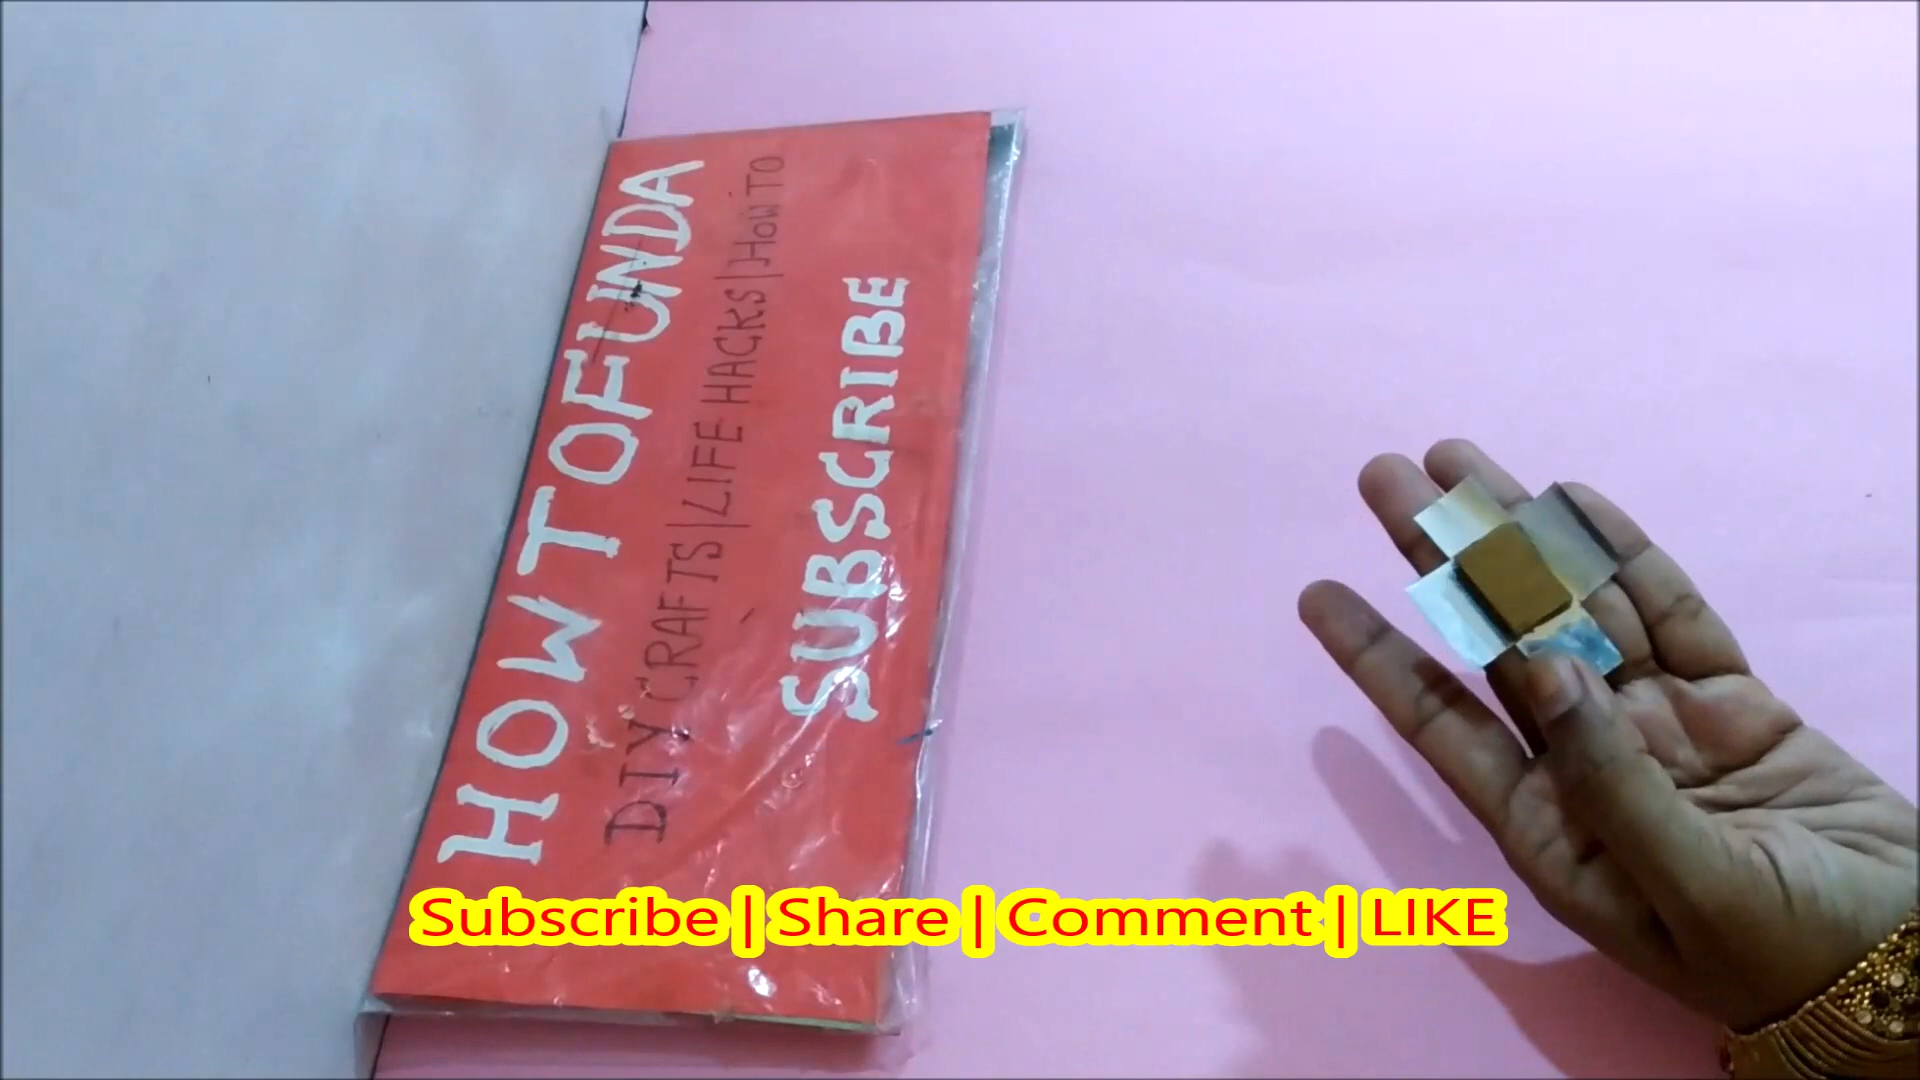 HOWTOFUNDA
DIY CRAFTS|LIFE HACKS|HOW TO
SUBSCRIBE
Subscribe | Share | Comment | LIKE